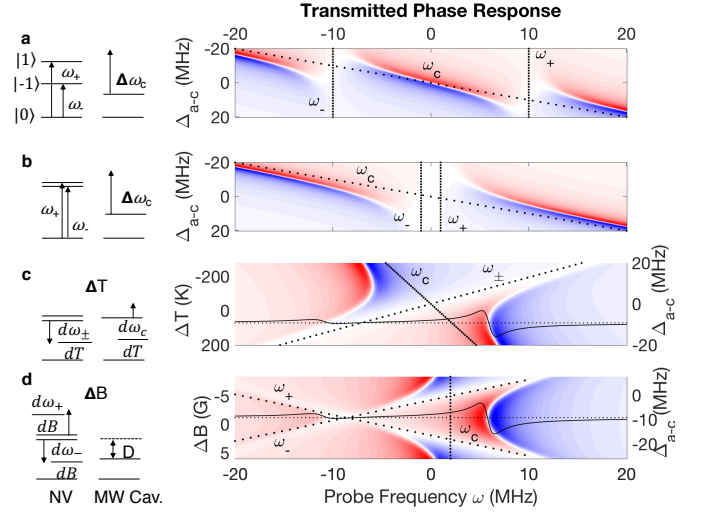 Transmitted Phase Response
-20 -10 0 10 20
a
|1⟩
|-1⟩
|0⟩
ω+
ω-
Δωc
Δa-c (MHz)
-20
0
20
ωc
ω-
ω+
b
ω+
ω-
Δωc
Δa-c (MHz)
-20
0
20
ωc
ω-
ω+
c
ΔT
dω±
dT
dωc
dT
ΔT (K)
-200
0
200
ωc
ω±
20
0
-20
Δa-c (MHz)
d
ΔB
dω+
dB
dω−
dB
D
NV
MW Cav.
ΔB (G)
-5
0
5
ω+
ω-
ωc
0
-10
-20
Δa-c (MHz)
-20 -10 0 10 20
Probe Frequency ω (MHz)